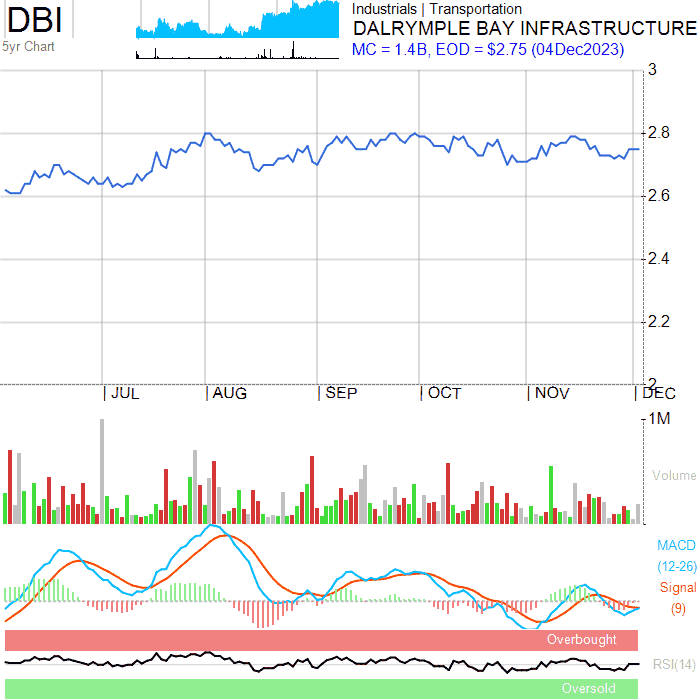 DBI
5yr Chart
Industrials | Transportation
DALRYMPLE BAY INFRASTRUCTURE
MC = 1.4B, EOD = $2.75 (04Dec2023)
3
2.8
2.6
2.4
2.2
2
| JUL | AUG | SEP | OCT | NOV | DEC
1M
Volume
MACD
(12-26)
Signal
(9)
Overbought
RSI(14)
Oversold